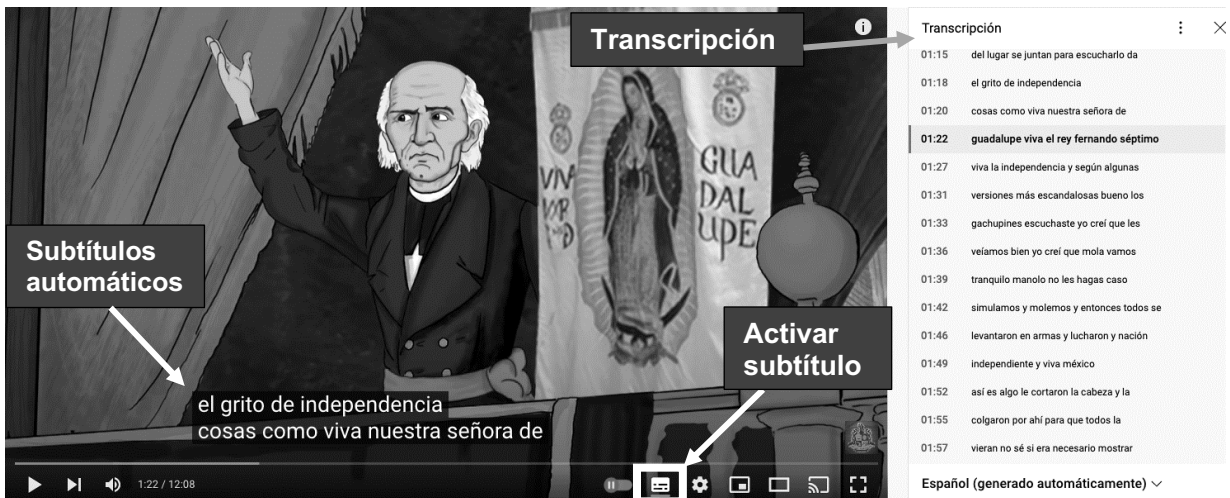 Transcripción
Subtítulos
automáticos
Activar
subtítulo
GUA
DAL
UPE
el grito de independencia
cosas como viva nuestra señora de
1:22 / 12:08
Transcripción
01:15 del lugar se juntan para escucharlo da
01:18 el grito de independencia
01:20 cosas como viva nuestra señora de
01:22 guadalupe viva el rey fernando séptimo
01:27 viva la independencia y según algunas
01:31 versiones más escandalosas bueno los
01:33 gachupines escuchaste yo creí que les
01:36 veíamos bien yo creí que mola vamos
01:39 tranquilo manolo no les hagas caso
01:42 simulamos y molemos y entonces todos se
01:46 levantaron en armas y lucharon y nación
01:49 independiente y viva méxico
01:52 así es algo le cortaron la cabeza y la
01:55 colgaron por ahí para que todos la
01:57 vieran no sé si era necesario mostrar
Español (generado automáticamente)